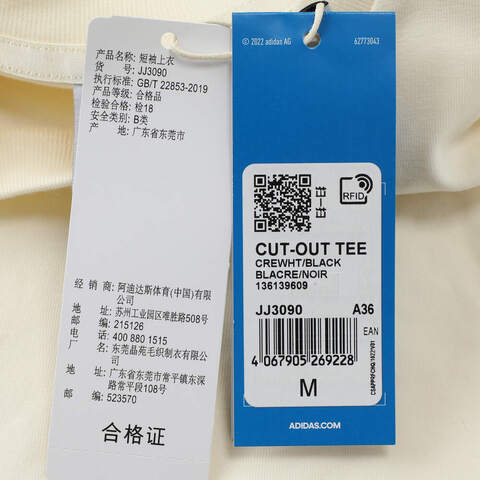 产品名称: 短袖上衣
货 号: JJ3090
执行标准: GB/T 22853-2019
产品等级: 合格品
检验合格: 检18
安全类别: B类
产 地: 广东省东莞市
经 销 商: 阿迪达斯体育(中国)有限公司
地 址: 苏州工业园区唯胜路508号
邮 编: 215126
电 话: 400 880 1515
厂 名: 东莞晶苑毛织制衣有限公司
地 址: 广东省东莞市常平镇东深路常平段108号
邮 编: 523570
合格证
© 2022 adidas AG
62773043
RFID
CUT-OUT TEE
CREWHT/BLACK
BLACRE/NOIR
136139609
JJ3090 A36
EAN
4 067905 269228
M
ADIDAS.COM